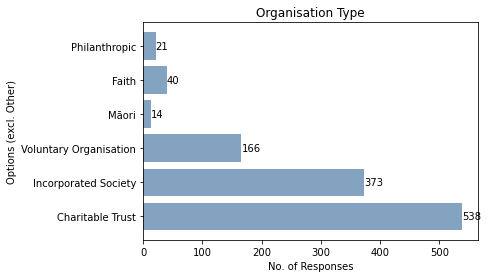 Organisation Type
Options (excl. Other)
Philanthropic 21
Faith 40
Māori 14
Voluntary Organisation 166
Incorporated Society 373
Charitable Trust 538
0 100 200 300 400 500
No. of Responses